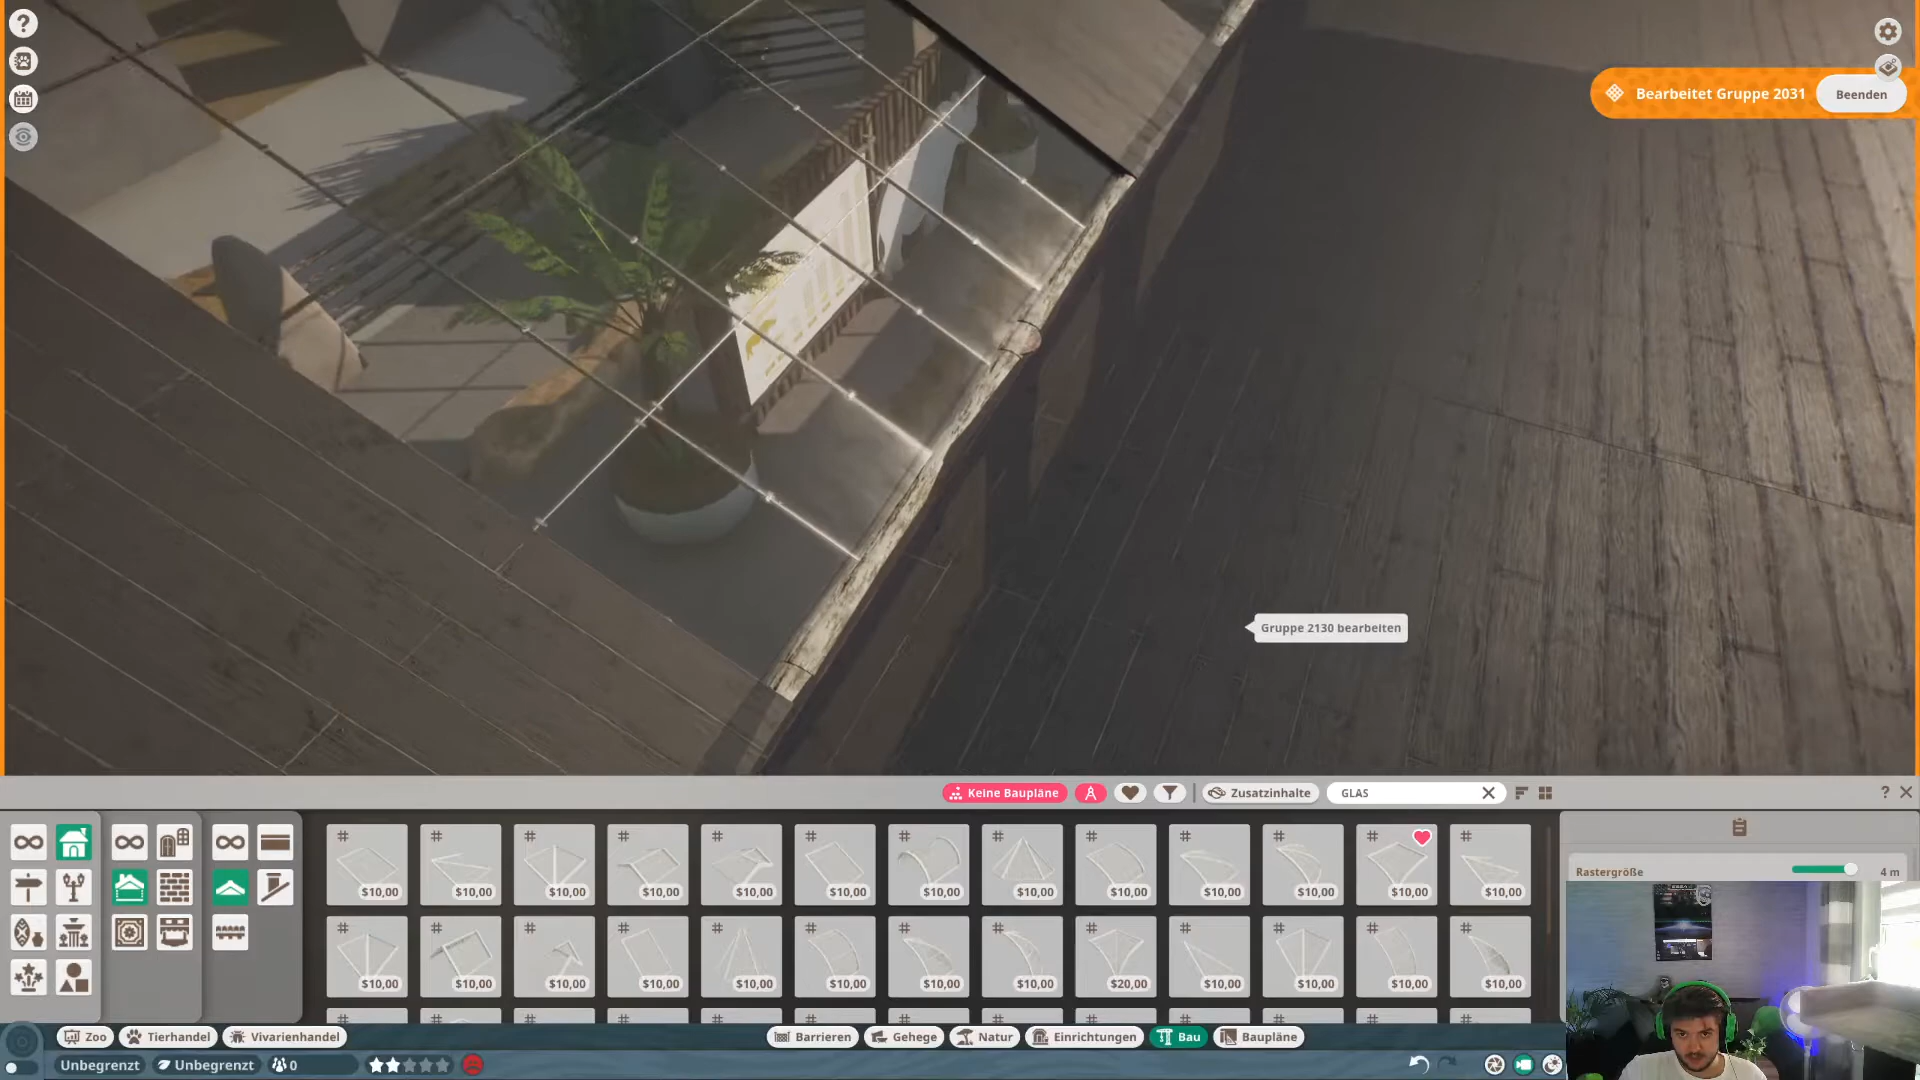 ?
Bearbeitet Gruppe 2031
Beenden
Gruppe 2130 bearbeiten
Keine Baupläne
Zusatzinhalte
GLAS
?
$10,00 $10,00 $10,00 $10,00 $10,00 $10,00 $10,00 $10,00 $10,00 $10,00 $10,00 $10,00 $10,00
Rastergröße 4 m
$10,00 $10,00 $10,00 $10,00 $10,00 $10,00 $10,00 $10,00 $20,00 $10,00 $10,00 $10,00 $10,00
Zoo Tierhandel Vivarienhandel Barrieren Gehege Natur Einrichtungen Bau Baupläne
Unbegrenzt Unbegrenzt 0